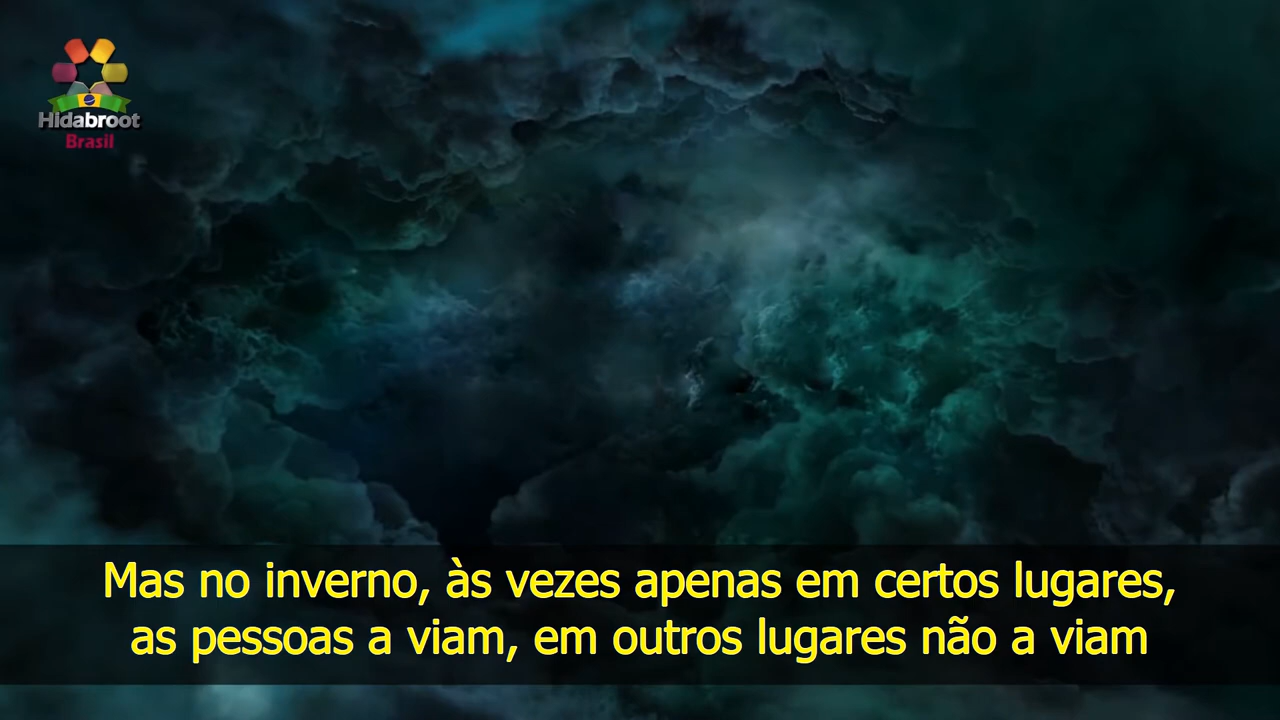 Hidabroot
Brasil
Mas no inverno, às vezes apenas em certos lugares,
as pessoas a viam, em outros lugares não a viam